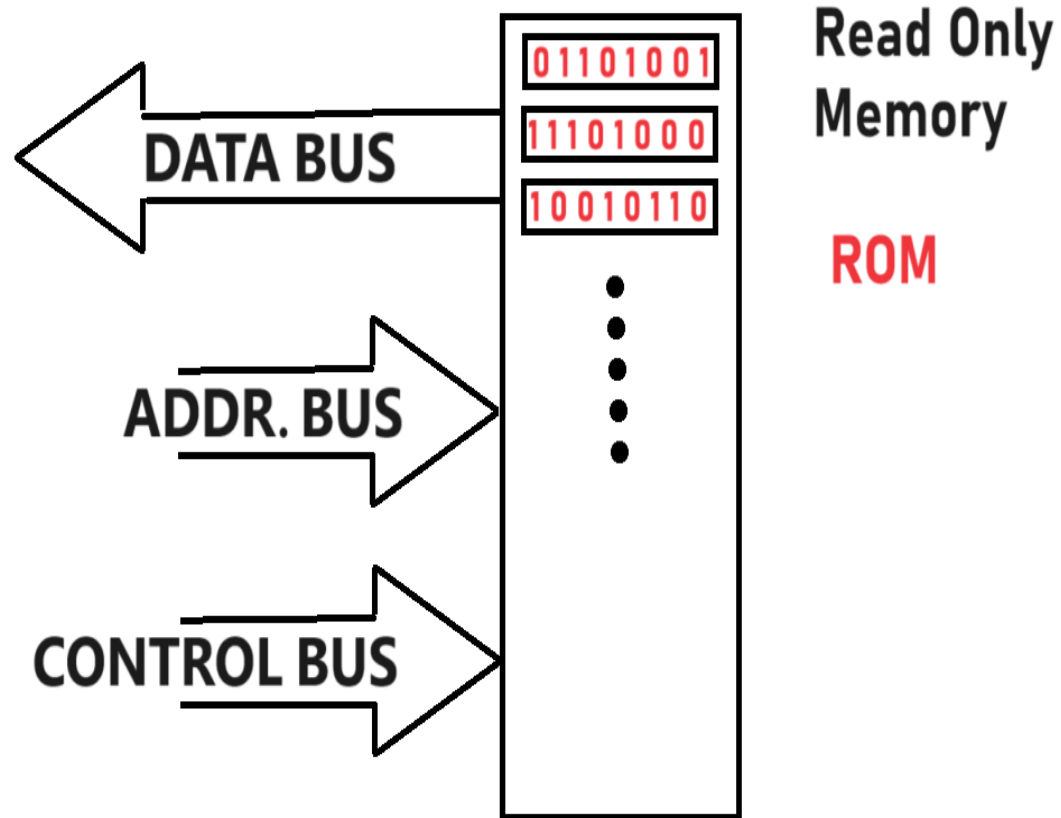 01101001
11101000
10010110
DATA BUS
ADDR. BUS
CONTROL BUS
Read Only
Memory
ROM